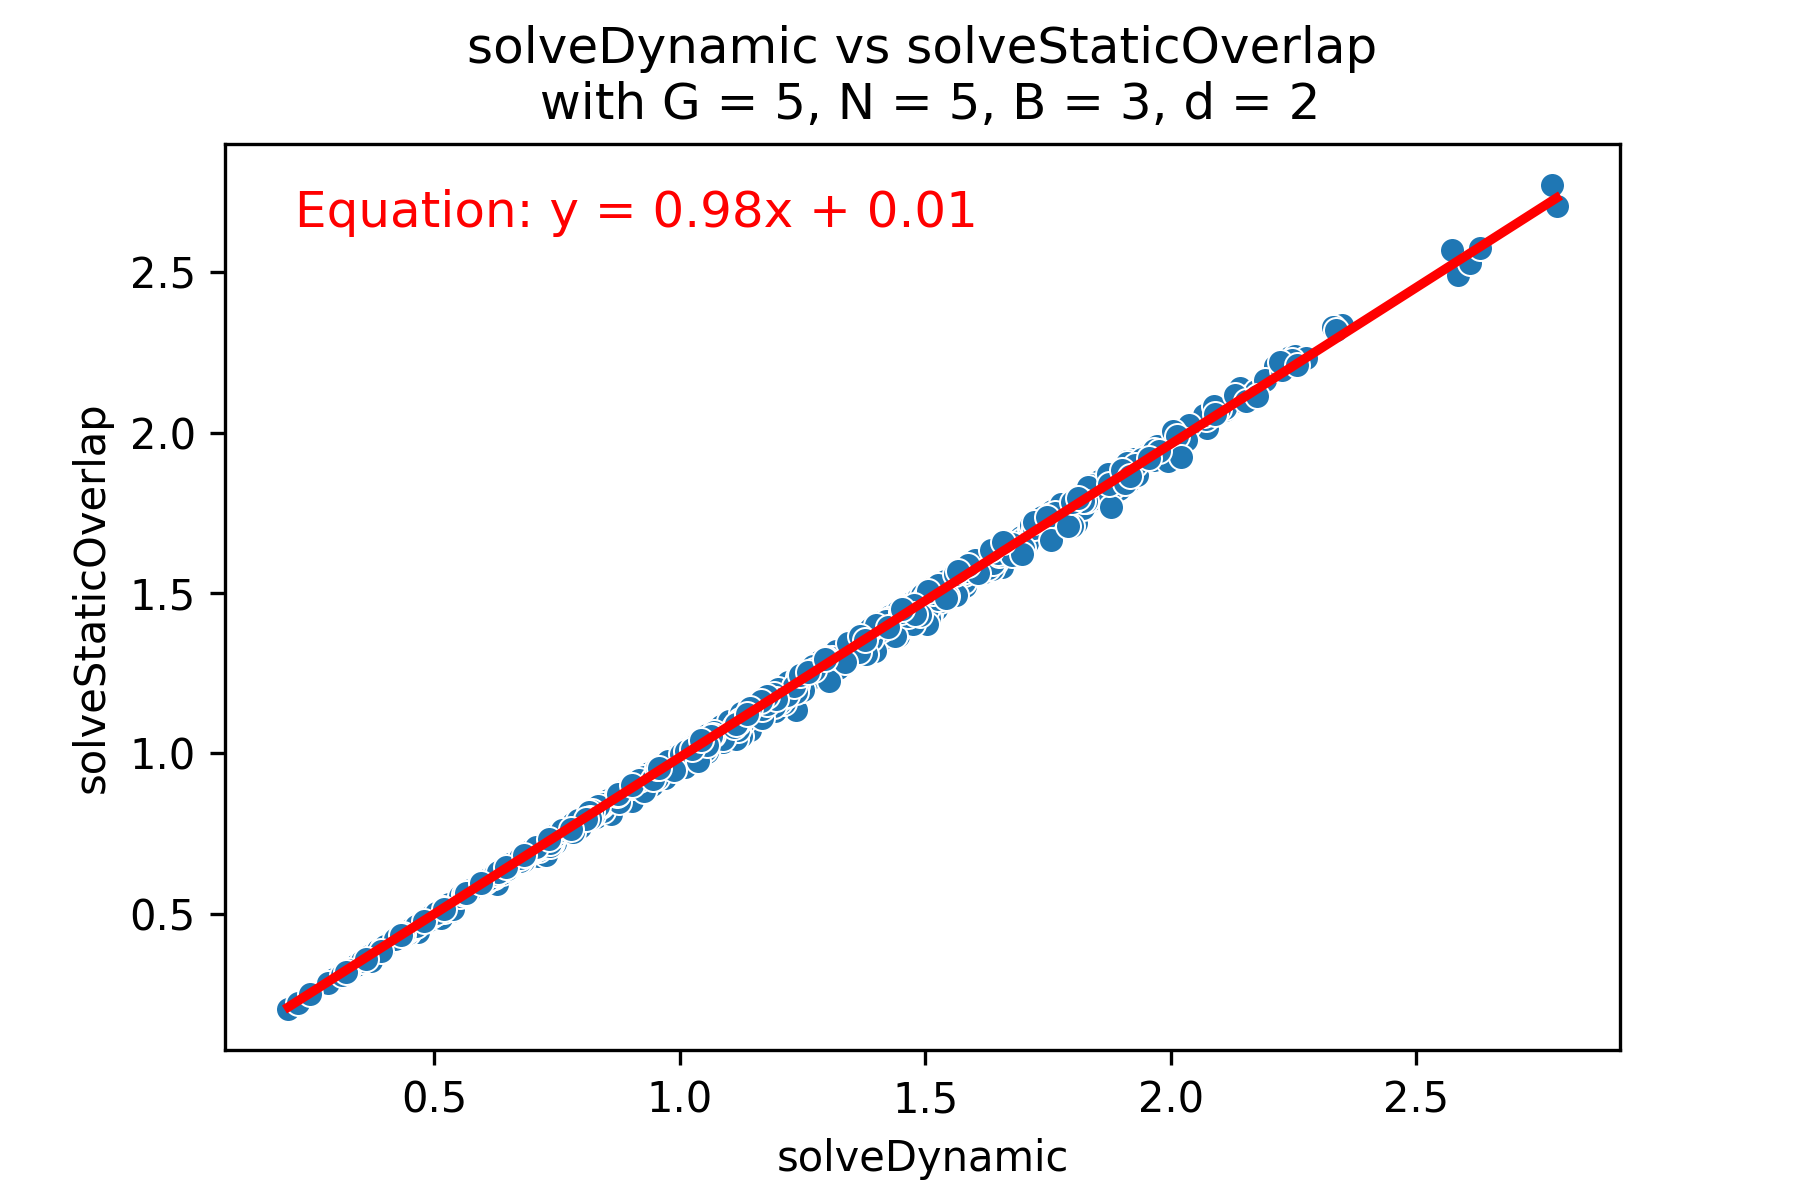 solveDynamic vs solveStaticOverlap
with G = 5, N = 5, B = 3, d = 2
Equation: y = 0.98x + 0.01
solveStaticOverlap
2.5
2.0
1.5
1.0
0.5
0.5 1.0 1.5 2.0 2.5
solveDynamic